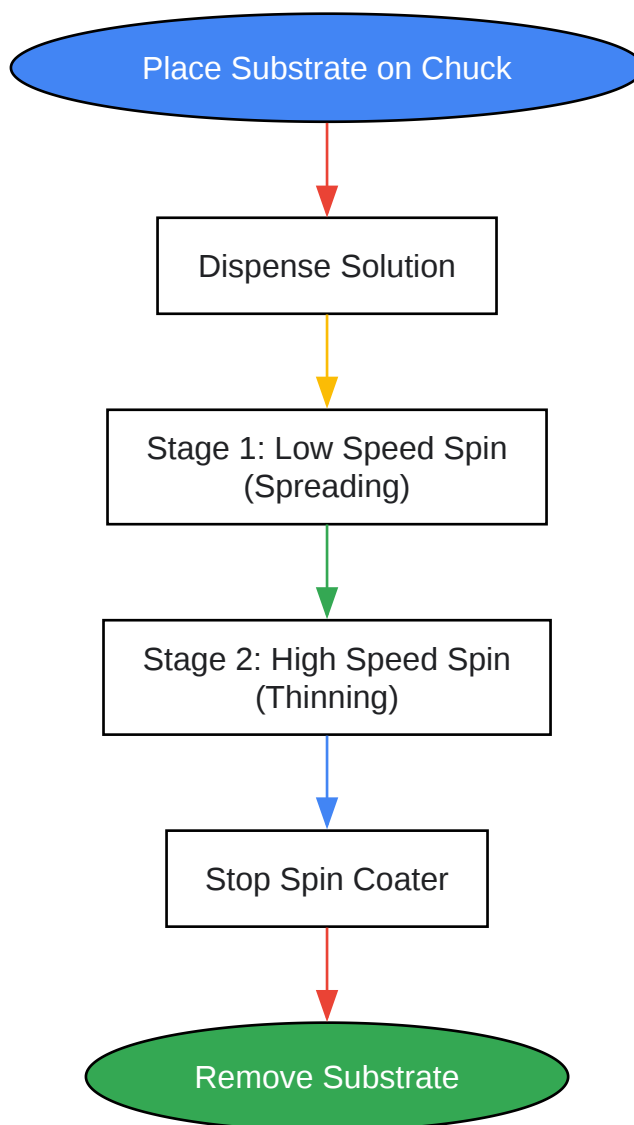 Place Substrate on Chuck
Dispense Solution
Stage 1: Low Speed Spin
(Spreading)
Stage 2: High Speed Spin
(Thinning)
Stop Spin Coater
Remove Substrate